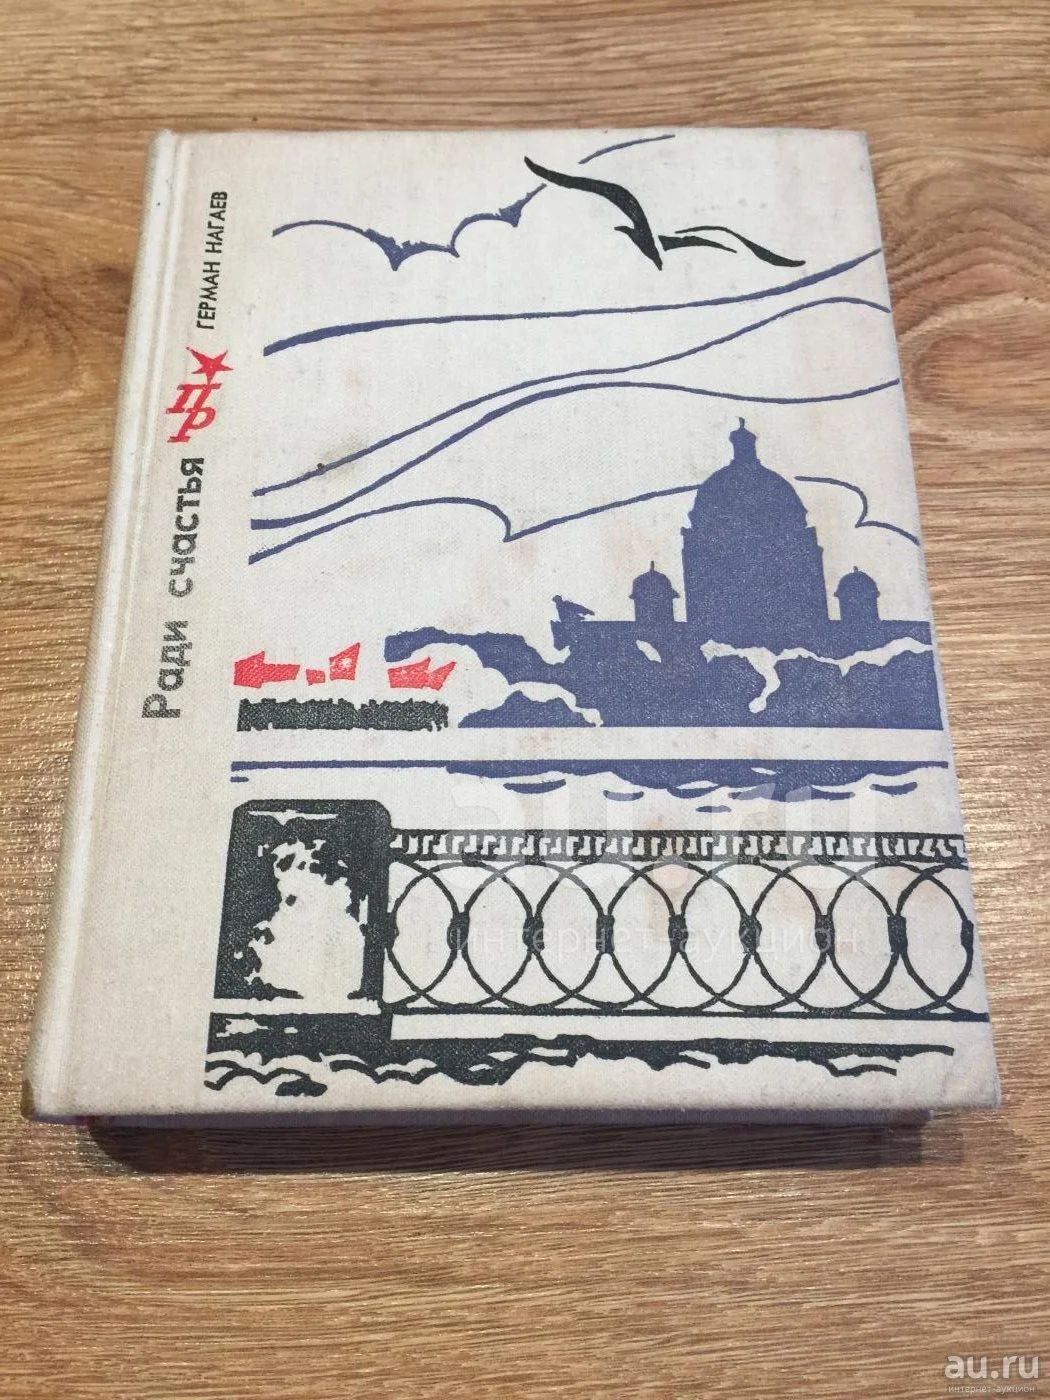 Ради счастья
ПР
ГЕРМАН НАГАЕВ
au.ru
интернет-аукцион
au.ru
интернет-аукцион